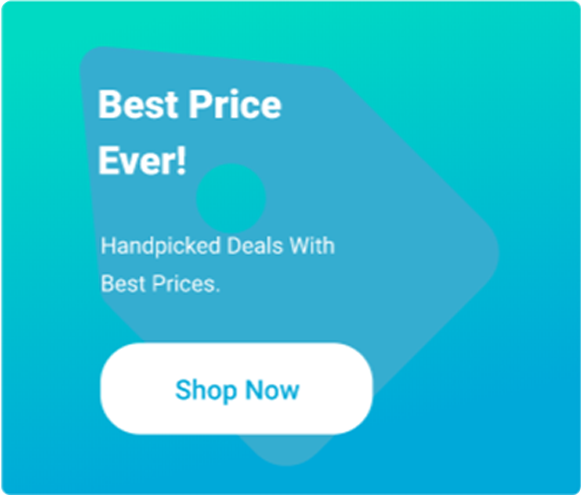 Best Price
Ever!
Handpicked Deals With
Best Prices.
Shop Now